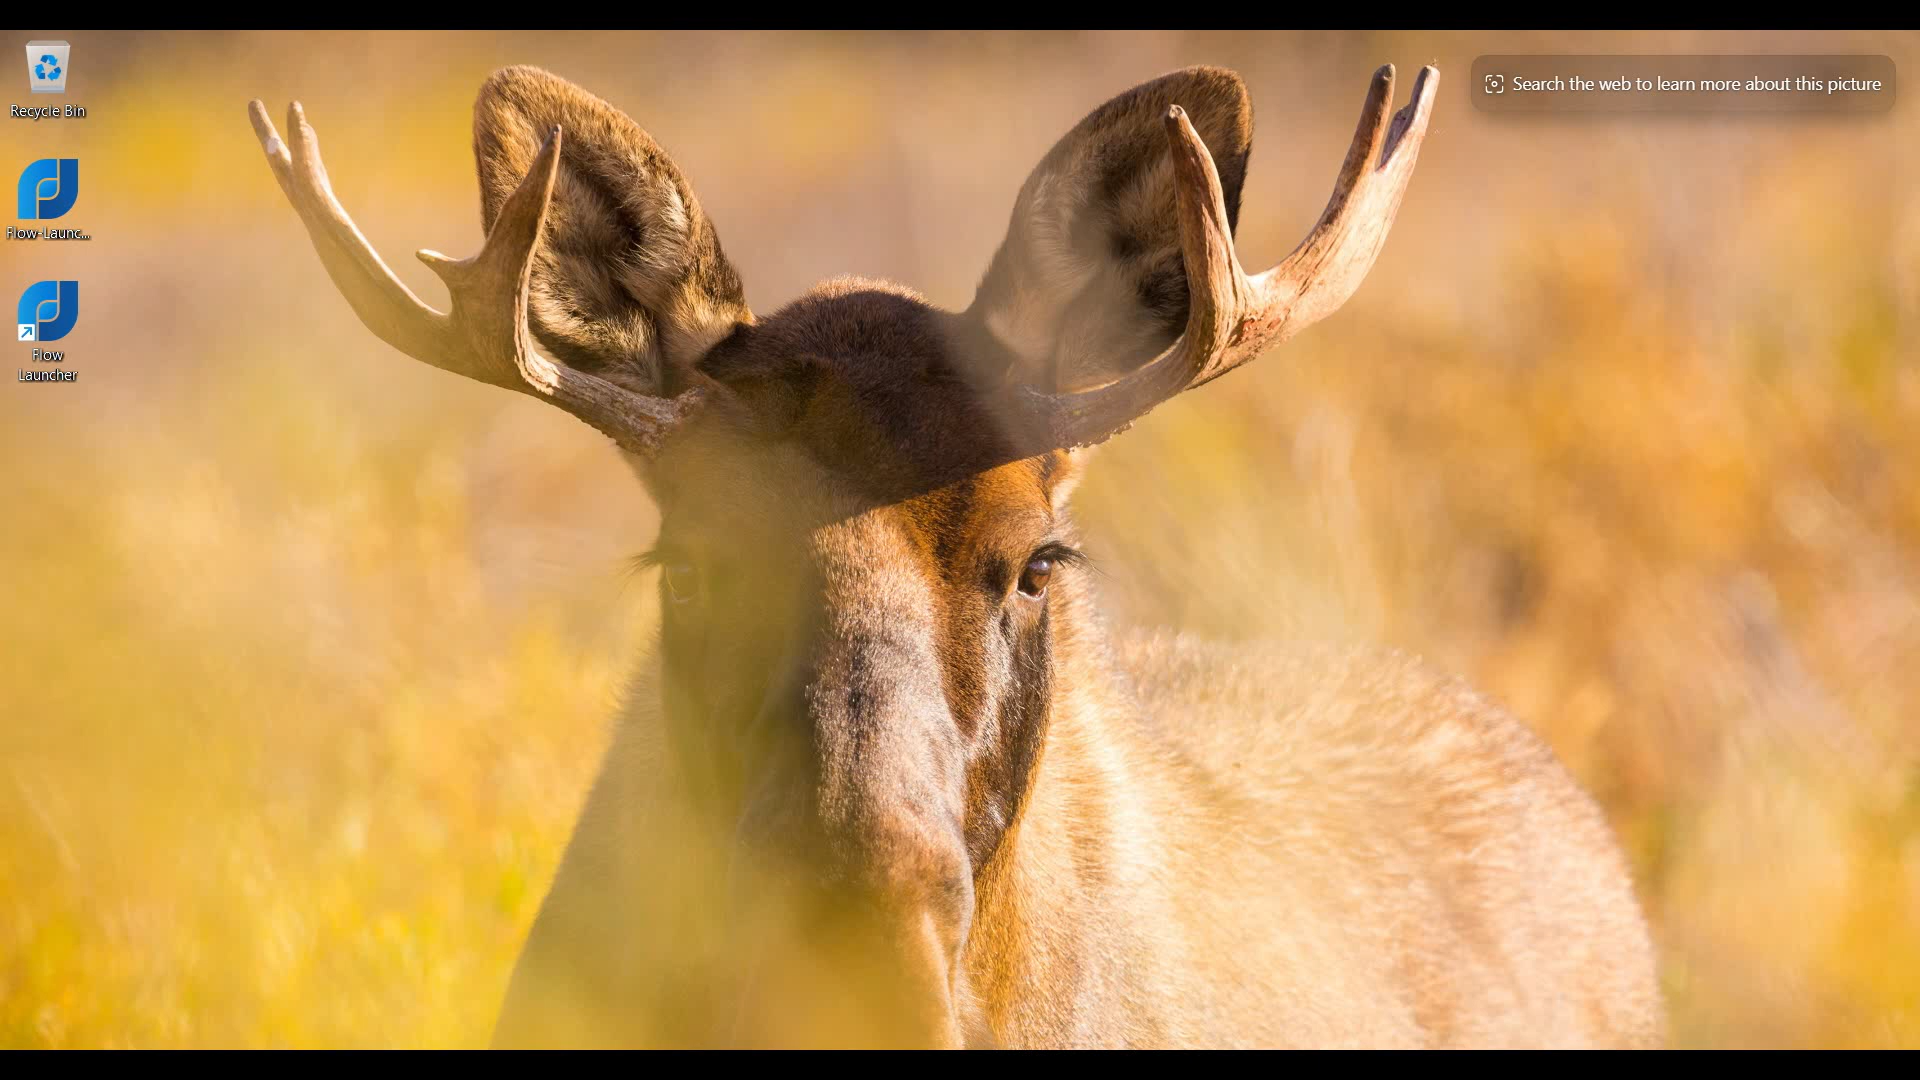 Recycle Bin
Search the web to learn more about this picture
Flow-Launc...
Flow
Launcher